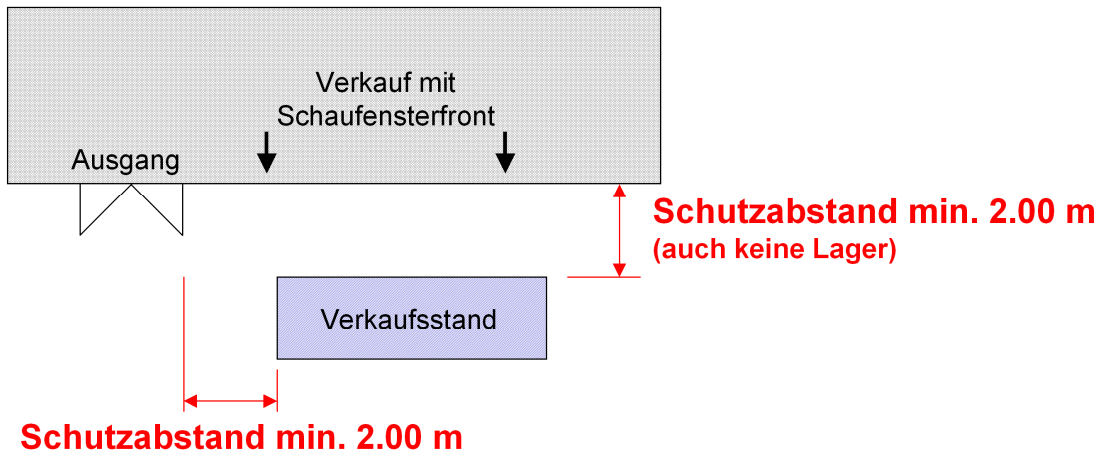 Verkauf mit
Schaufensterfront
Ausgang
Schutzabstand min. 2.00 m
(auch keine Lager)
Verkaufsstand
Schutzabstand min. 2.00 m